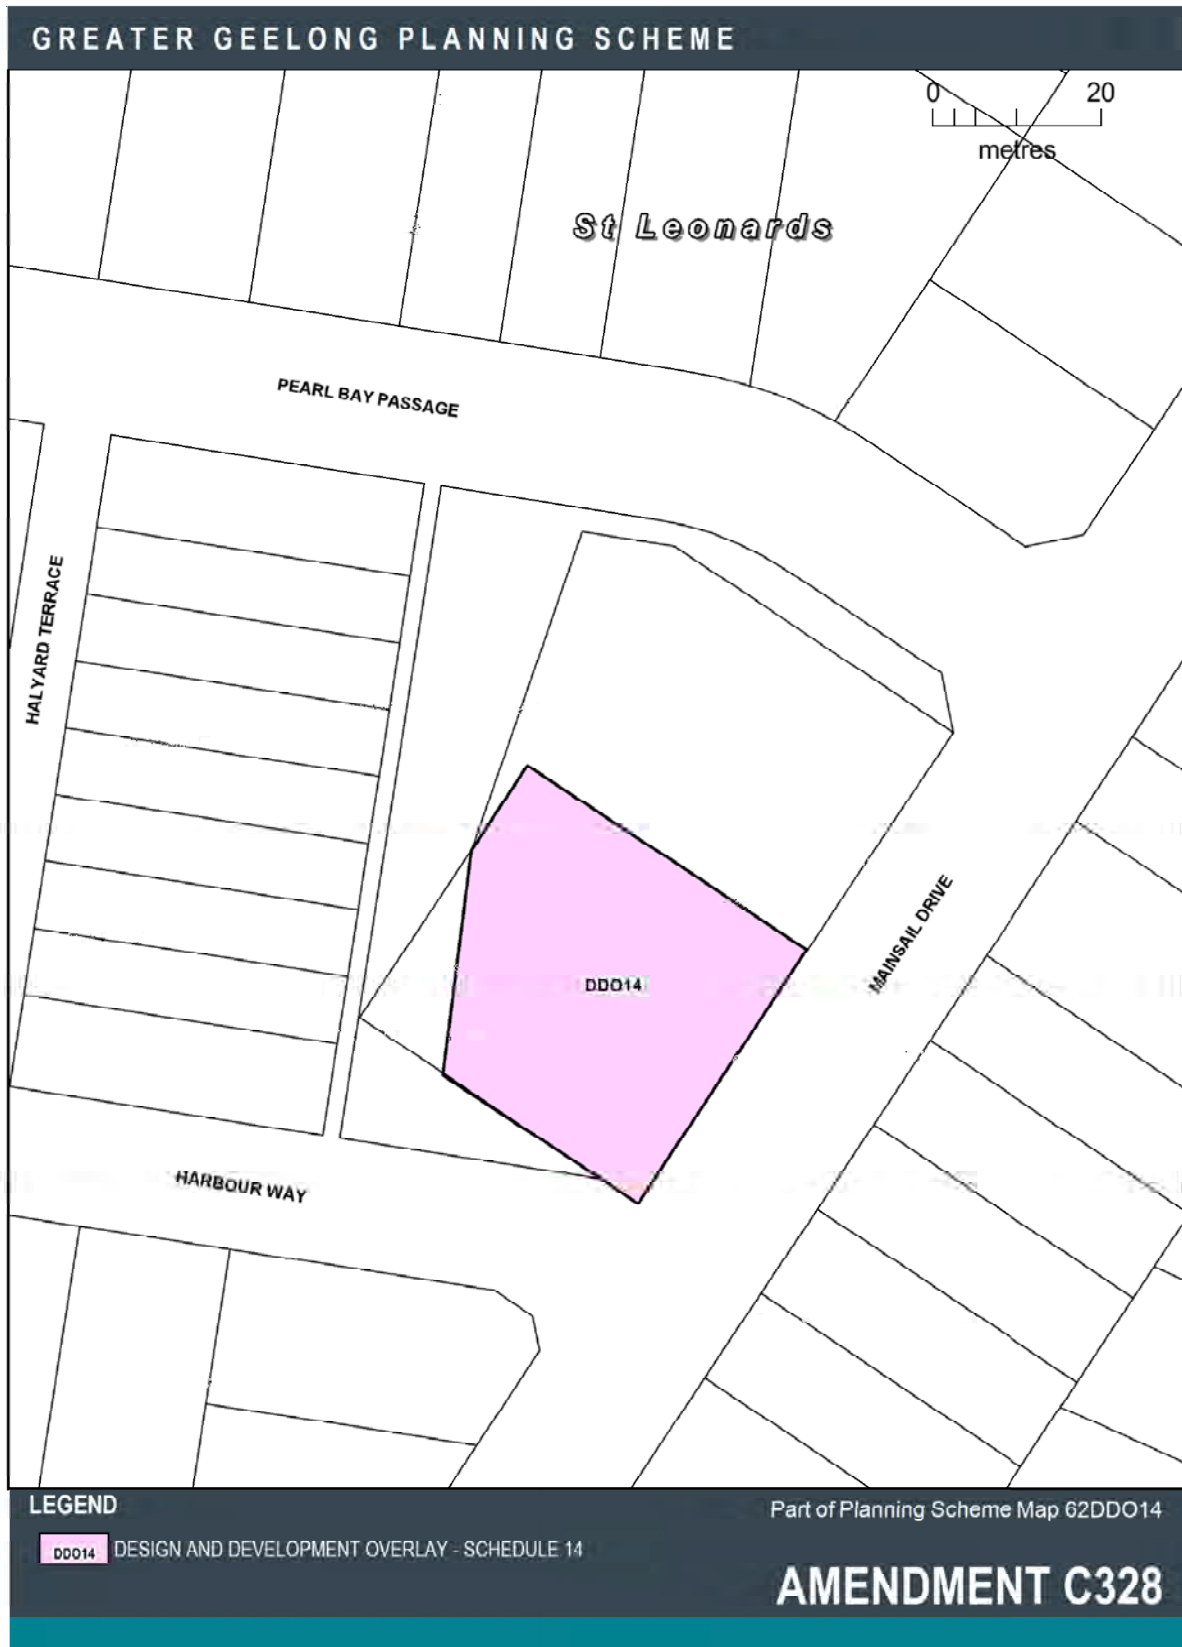 GREATER GEELONG PLANNING SCHEME
0 20
metres
St Leonards
PEARL BAY PASSAGE
HALYARD TERRACE
MAINSAIL DRIVE
DDO14
HARBOUR WAY
LEGEND
Part of Planning Scheme Map 62DDO14
DDO14 DESIGN AND DEVELOPMENT OVERLAY - SCHEDULE 14
AMENDMENT C328